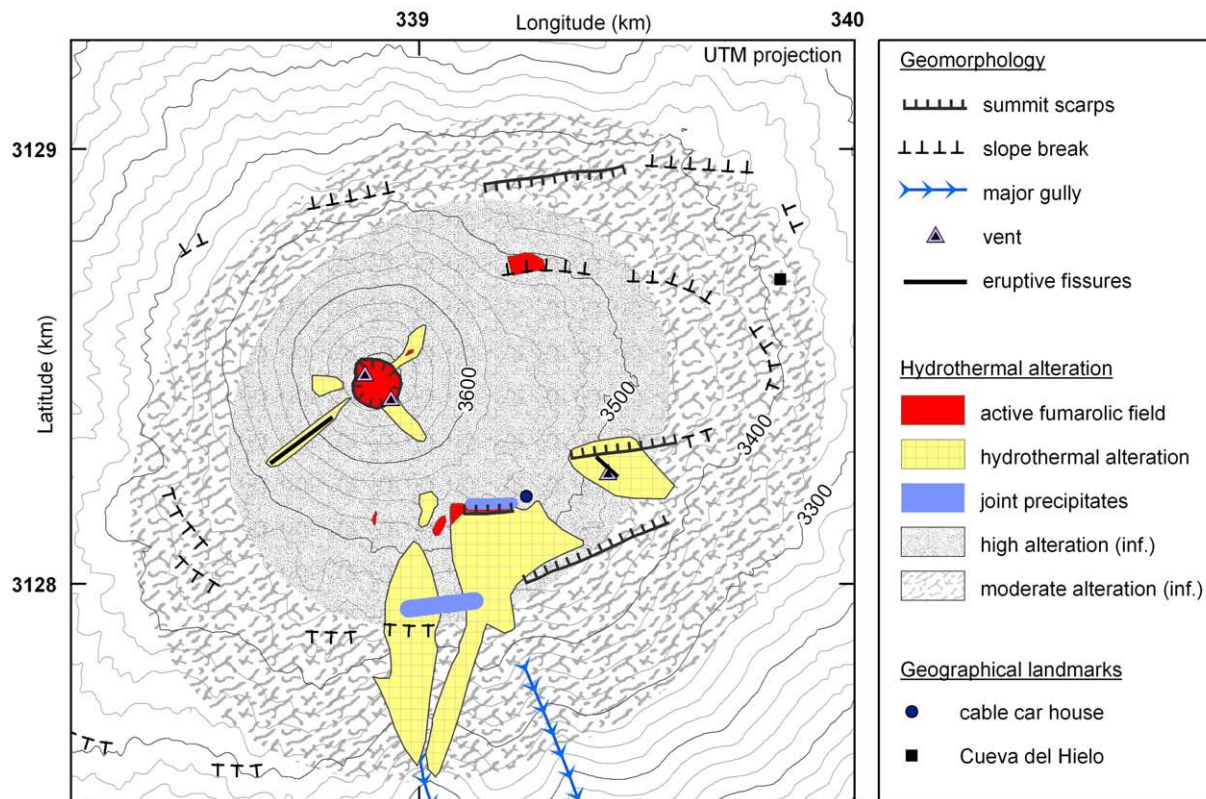 339
Longitude (km)
340
UTM projection
3129
Latitude (km)
3128
3600
3500
3400
3300
Geomorphology
summit scarps
slope break
major gully
vent
eruptive fissures
Hydrothermal alteration
active fumarolic field
hydrothermal alteration
joint precipitates
high alteration (inf.)
moderate alteration (inf.)
Geographical landmarks
cable car house
Cueva del Hielo